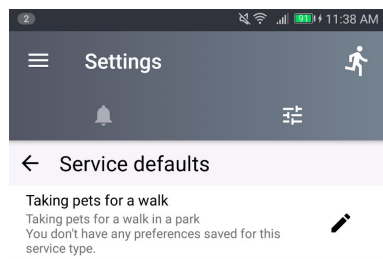 2 91 11:38 AM
Settings
Service defaults
Taking pets for a walk
Taking pets for a walk in a park
You don't have any preferences saved for this
service type.